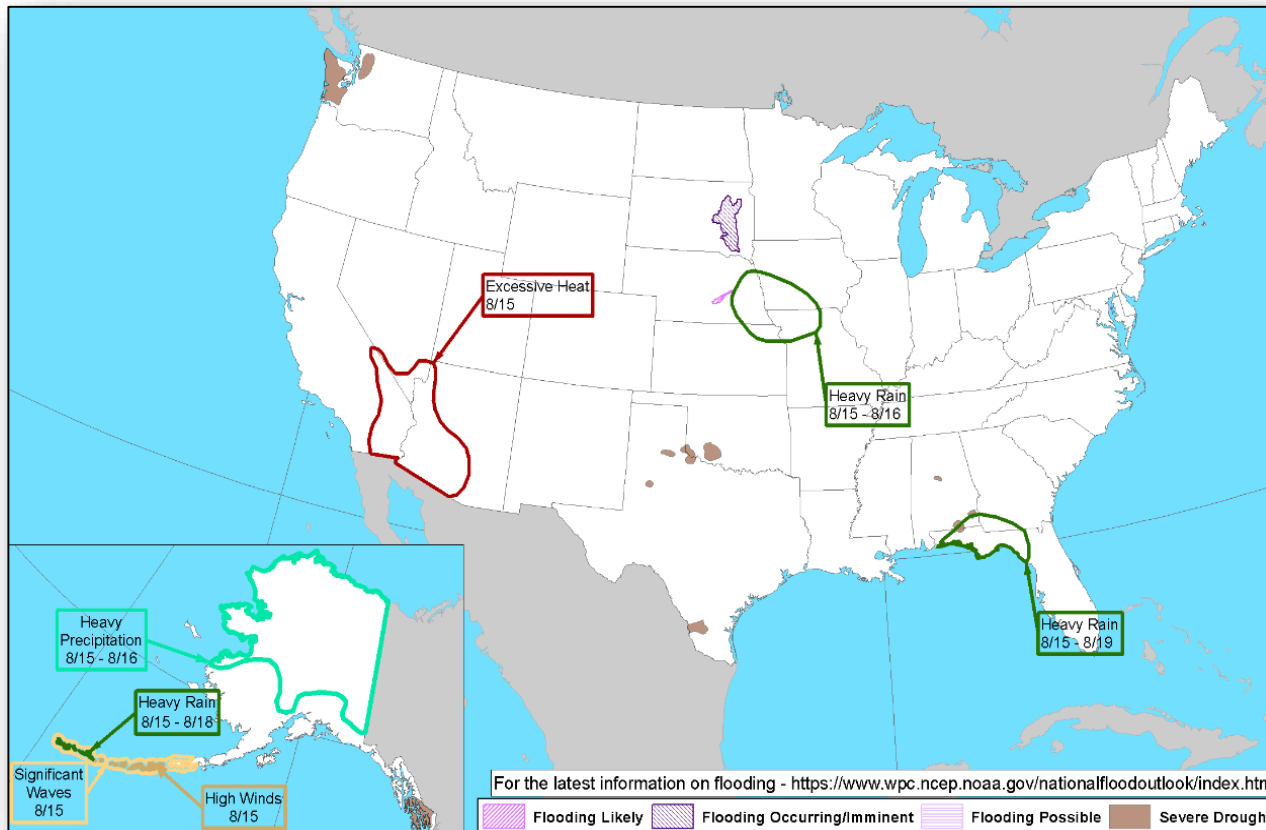 Excessive Heat
8/15
Heavy Rain
8/15 - 8/16
Heavy Rain
8/15 - 8/19
Heavy
Precipitation
8/15 - 8/16
Heavy Rain
8/15 - 8/18
Significant
Waves
8/15
High Winds
8/15
For the latest information on flooding - https://www.wpc.ncep.noaa.gov/nationalfloodoutlook/index.htm
Flooding Likely
Flooding Occurring/Imminent
Flooding Possible
Severe Drough